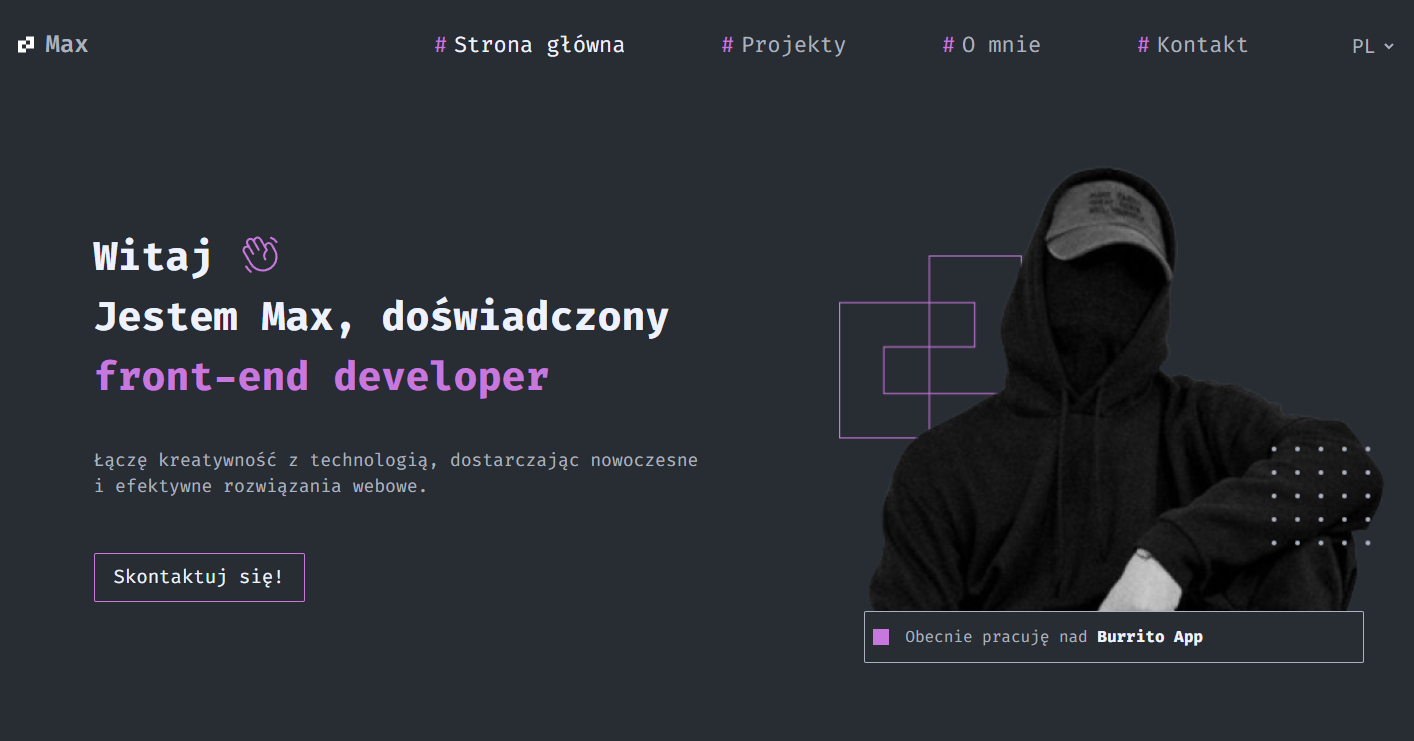 Max
# Strona główna
# Projekty
# O mnie
# Kontakt
PL
Witaj
Jestem Max, doświadczony
front-end developer
Łączę kreatywność z technologią, dostarczając nowoczesne
i efektywne rozwiązania webowe.
Skontaktuj się!
Obecnie pracuję nad Burrito App